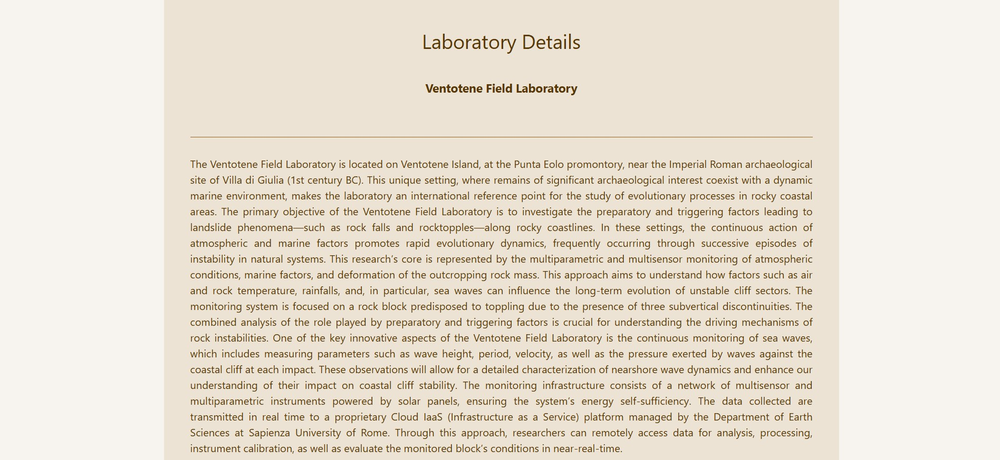 Laboratory Details
Ventotene Field Laboratory
The Ventotene Field Laboratory is located on Ventotene Island, at the Punta Eolo promontory, near the Imperial Roman archaeological
site of Villa di Giulia (1st century BC). This unique setting, where remains of significant archaeological interest coexist with a dynamic
marine environment, makes the laboratory an international reference point for the study of evolutionary processes in rocky coastal
areas. The primary objective of the Ventotene Field Laboratory is to investigate the preparatory and triggering factors leading to
landslide phenomena—such as rock falls and rocktopples—along rocky coastlines. In these settings, the continuous action of
atmospheric and marine factors promotes rapid evolutionary dynamics, frequently occurring through successive episodes of
instability in natural systems. This research’s core is represented by the multiparametric and multisensor monitoring of atmospheric
conditions, marine factors, and deformation of the outcropping rock mass. This approach aims to understand how factors such as air
and rock temperature, rainfalls, and, in particular, sea waves can influence the long-term evolution of unstable cliff sectors. The
monitoring system is focused on a rock block predisposed to toppling due to the presence of three subvertical discontinuities. The
combined analysis of the role played by preparatory and triggering factors is crucial for understanding the driving mechanisms of
rock instabilities. One of the key innovative aspects of the Ventotene Field Laboratory is the continuous monitoring of sea waves,
which includes measuring parameters such as wave height, period, velocity, as well as the pressure exerted by waves against the
coastal cliff at each impact. These observations will allow for a detailed characterization of nearshore wave dynamics and enhance our
understanding of their impact on coastal cliff stability. The monitoring infrastructure consists of a network of multisensor and
multiparametric instruments powered by solar panels, ensuring the system’s energy self-sufficiency. The data collected are
transmitted in real time to a proprietary Cloud IaaS (Infrastructure as a Service) platform managed by the Department of Earth
Sciences at Sapienza University of Rome. Through this approach, researchers can remotely access data for analysis, processing,
instrument calibration, as well as evaluate the monitored block’s conditions in near-real-time.